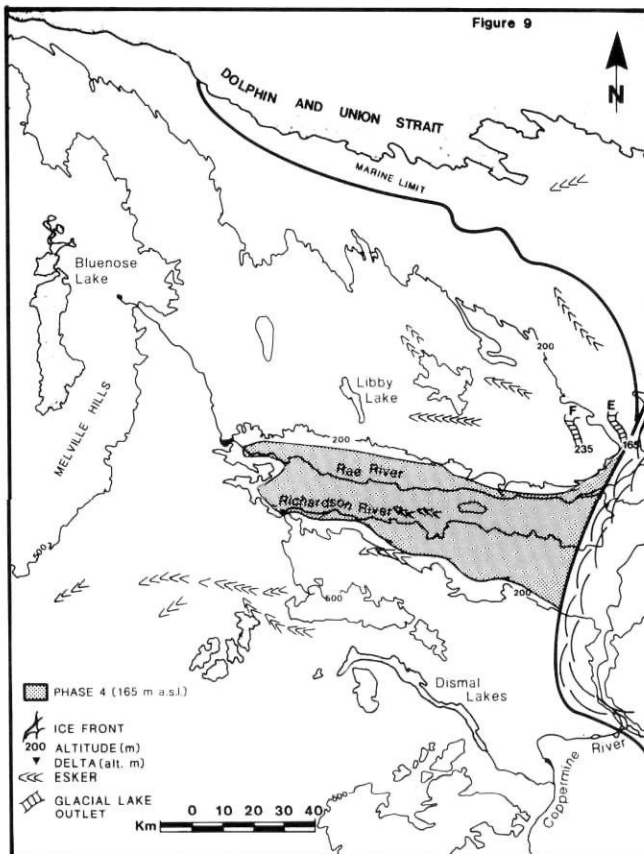 Figure 9
N
DOLPHIN AND UNION STRAIT
MARINE LIMIT
Bluenose
Lake
MELVILLE HILLS
200
Libby
Lake
F
E
235
165
200
Rae River
Richardson River
500
500
200
Dismal
Lakes
Coppermine
River
500
PHASE 4 (165 m a.s.l.)
ICE FRONT
200 ALTITUDE (m)
DELTA (alt. m)
ESKER
GLACIAL LAKE
OUTLET
Km
0 10 20 30 40